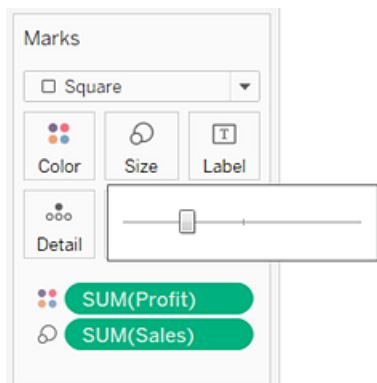 Marks
Square
Color Size T Label
Detail
SUM(Profit)
SUM(Sales)